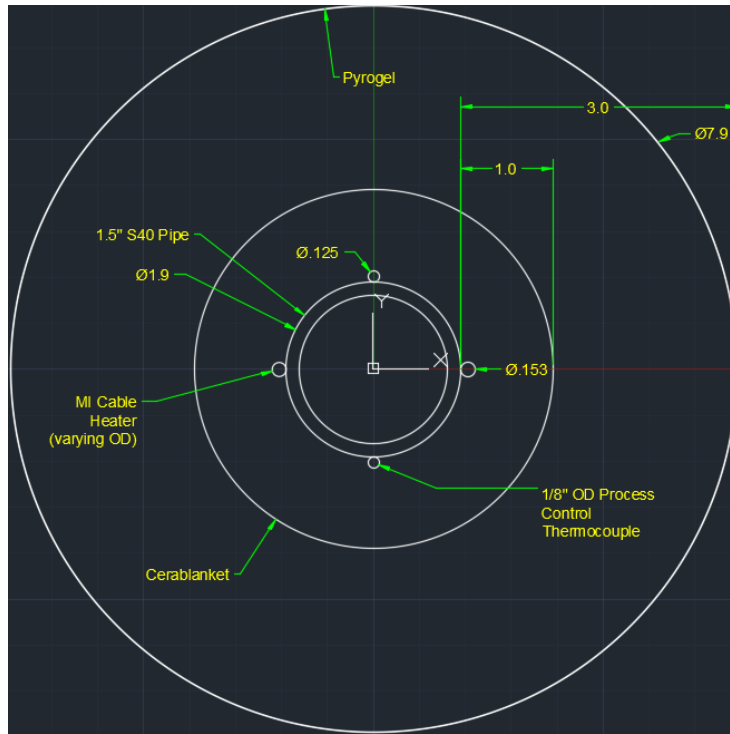 Pyrogel
3.0
Ø7.9
1.0
1.5" S40 Pipe
Ø.125
Ø1.9
Y
X
Ø.153
MI Cable
Heater
(varying OD)
1/8" OD Process
Control
Thermocouple
Cerablanket